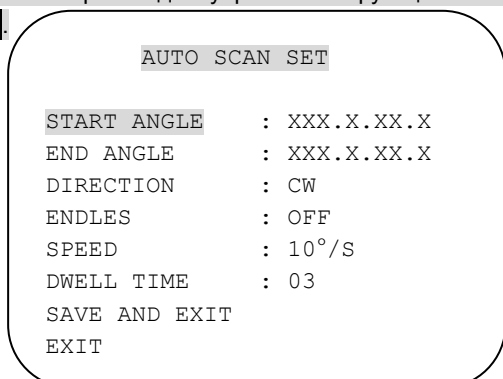 .
AUTO SCAN SET
START ANGLE : XXX.X.XX.X
END ANGLE : XXX.X.XX.X
DIRECTION : CW
ENDLES : OFF
SPEED : 10°/S
DWELL TIME : 03
SAVE AND EXIT
EXIT